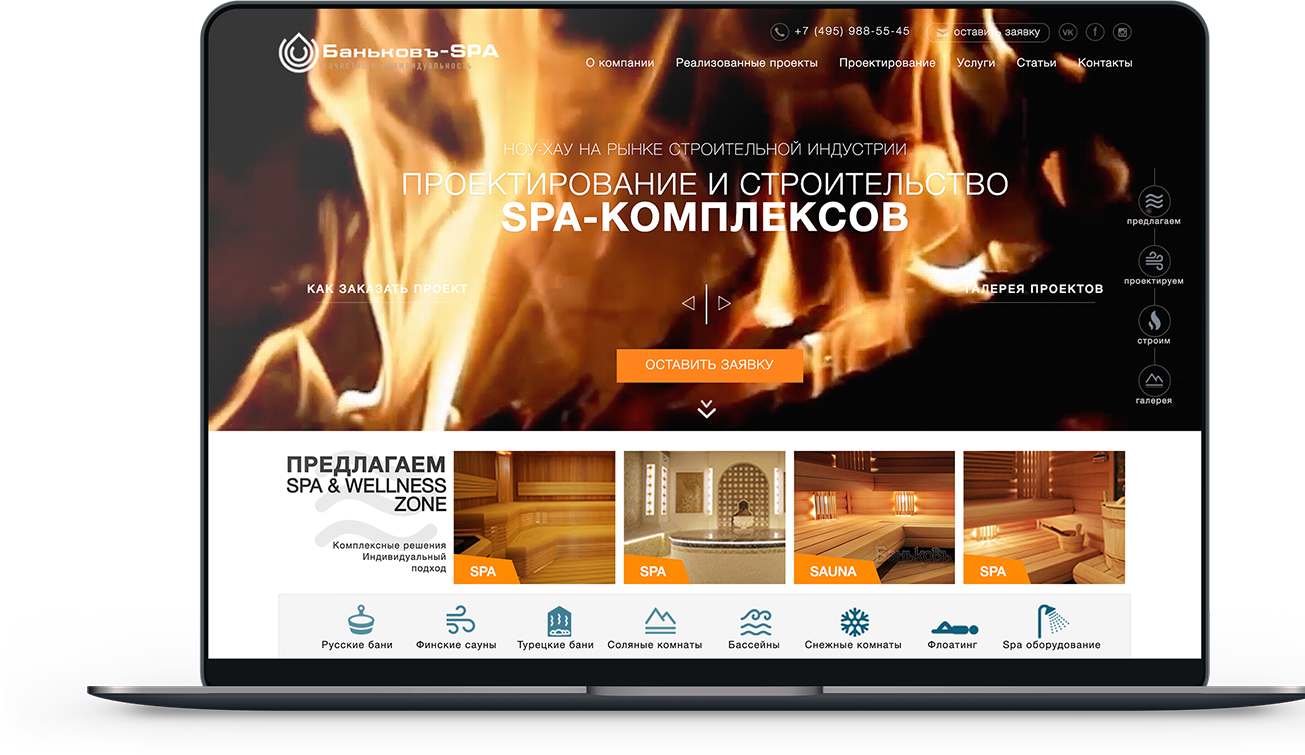 +7 (495) 988-55-45
оставить заявку
VK
f
Баньковъ-SPA
О компании
Реализованные проекты
Проектирование
Услуги
Статьи
Контакты
НОУ-ХАУ НА РЫНКЕ СТРОИТЕЛЬНОЙ ИНДУСТРИИ
ПРОЕКТИРОВАНИЕ И СТРОИТЕЛЬСТВО
SPA-КОМПЛЕКСОВ
предлагаем
проектируем
строим
галерея
КАК ЗАКАЗАТЬ ПРОЕКТ
ГАЛЕРЕЯ ПРОЕКТОВ
ОСТАВИТЬ ЗАЯВКУ
ПРЕДЛАГАЕМ
SPA & WELLNESS
ZONE
Комплексные решения
Индивидуальный
подход
SPA
SPA
SAUNA
Баньковъ
SPA
Русские бани
Финские сауны
Турецкие бани
Соляные комнаты
Бассейны
Снежные комнаты
Флоатинг
Spa оборудование